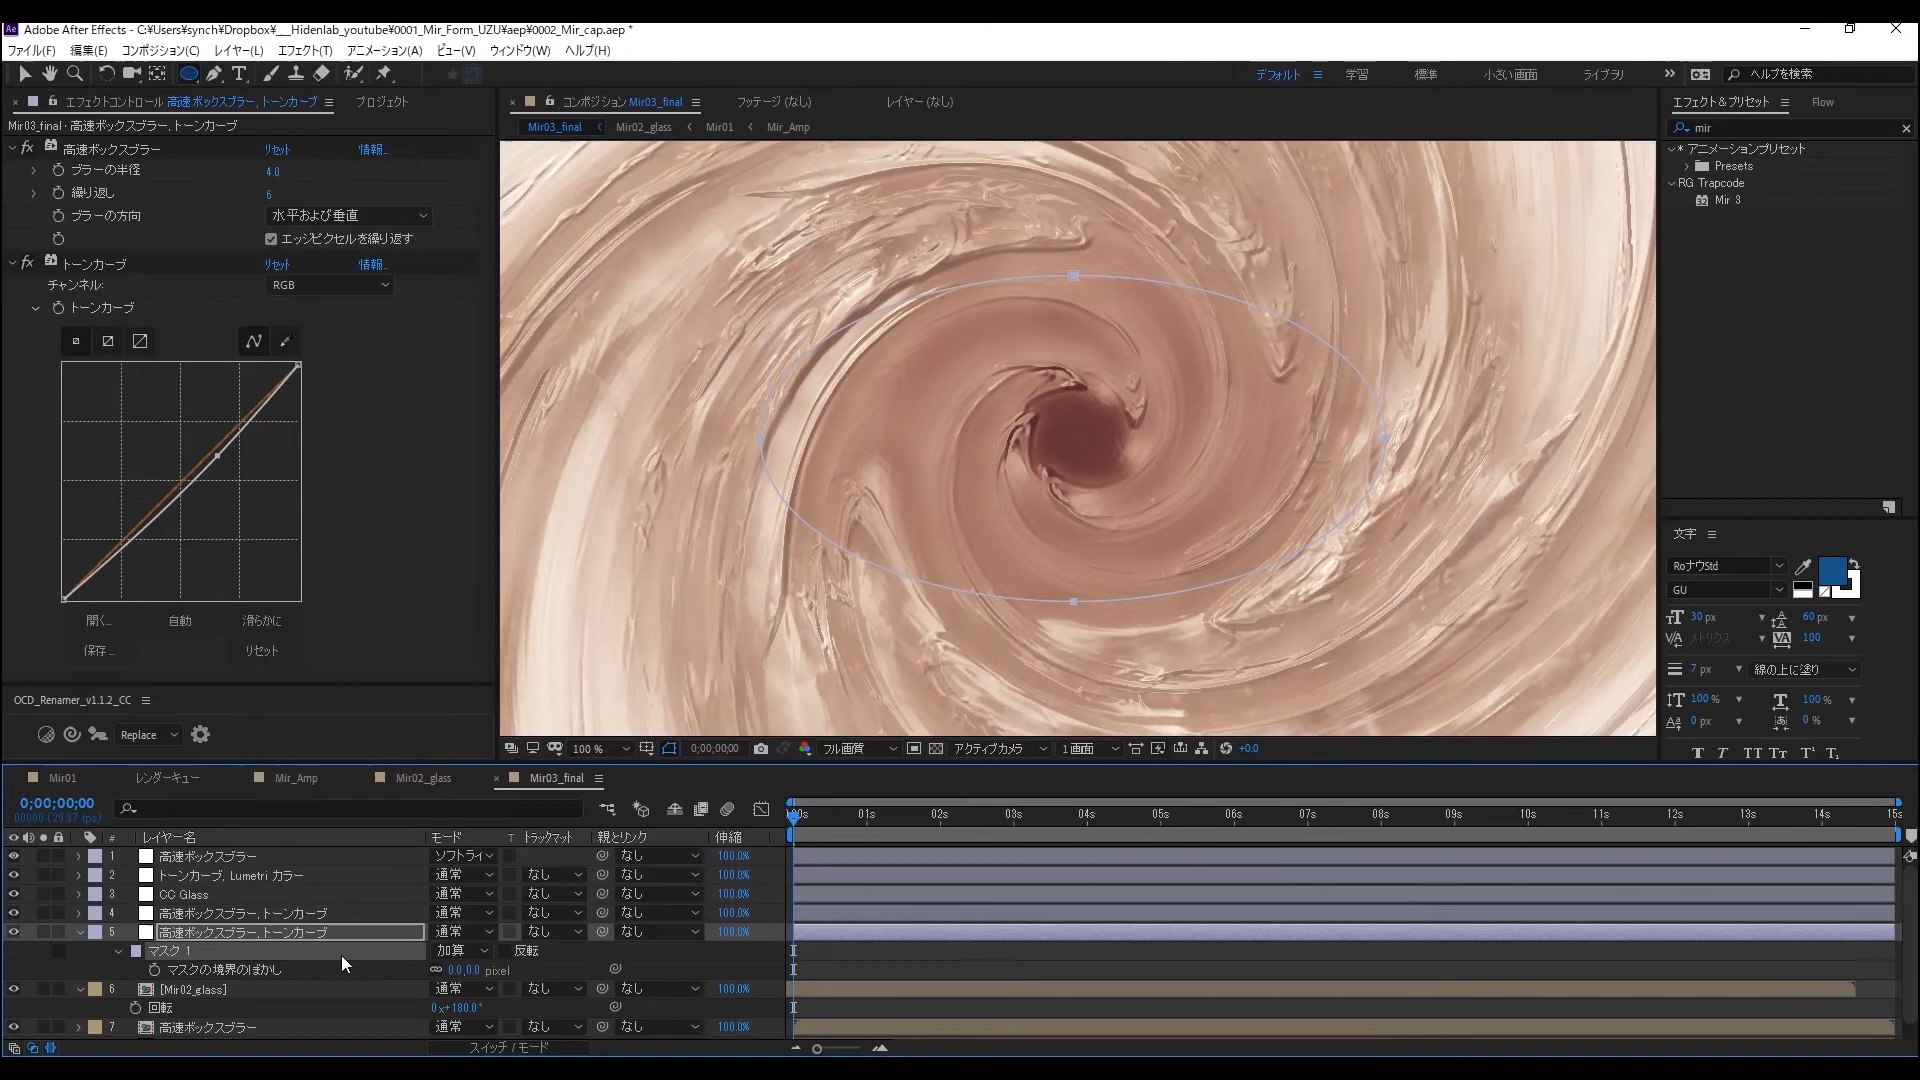 Adobe After Effects - C:¥Users¥synch¥Dropbox¥___Hidenlab_youtube¥0001_Mir_Form_UZU¥aep¥0002_Mir_cap.aep *
ファイル(F) 編集(E) コンポジション(C) レイヤー(L) エフェクト(T) アニメーション(A) ビュー(V) ウィンドウ(W) ヘルプ(H)
デフォルト 学習 標準 小さい画面 ライブラリ ヘルプを検索
エフェクトコントロール 高速ボックスブラー, トーンカーブ プロジェクト
Mir03_final・高速ボックスブラー, トーンカーブ
fx 高速ボックスブラー リセット 情報...
ブラーの半径 4.0
繰り返し 6
ブラーの方向 水平および垂直
エッジピクセルを繰り返す
fx トーンカーブ リセット 情報...
チャンネル: RGB
トーンカーブ
開く... 自動 滑らかに
保存... リセット
OCD_Renamer_v1.1.2_CC
Replace
コンポジション Mir03_final フッテージ (なし) レイヤー (なし)
Mir03_final Mir02_glass Mir01 Mir_Amp
100 % 0;00;00;00 フル画質 アクティブカメラ 1画面 +0.0
エフェクト&プリセット Flow
mir
* アニメーションプリセット
Presets
RG Trapcode
Mir 3
文字
RoナウStd
GU
30 px 60 px
メトリクス 100
7 px 線の上に塗り
100 % 100 %
0 px 0 %
T T TT Tт T¹ T₁
Mir01 レンダーキュー Mir_Amp Mir02_glass Mir03_final
0;00;00;00
00000 (29.97 fps)
:00s 01s 02s 03s 04s 05s 06s 07s 08s 09s 10s 11s 12s 13s 14s 15s
# レイヤー名 モード T トラックマット 親とリンク 伸縮
1 高速ボックスブラー ソフトライ なし 100.0%
2 トーンカーブ, Lumetri カラー 通常 なし なし 100.0%
3 CC Glass 通常 なし なし 100.0%
4 高速ボックスブラー, トーンカーブ 通常 なし なし 100.0%
5 高速ボックスブラー, トーンカーブ 通常 なし なし 100.0%
マスク 1 加算 反転
マスクの境界のぼかし 0.0,0.0 pixel
6 [Mir02_glass] 通常 なし なし 100.0%
回転 0x+180.0°
7 高速ボックスブラー 通常 なし なし 100.0%
スイッチ / モード